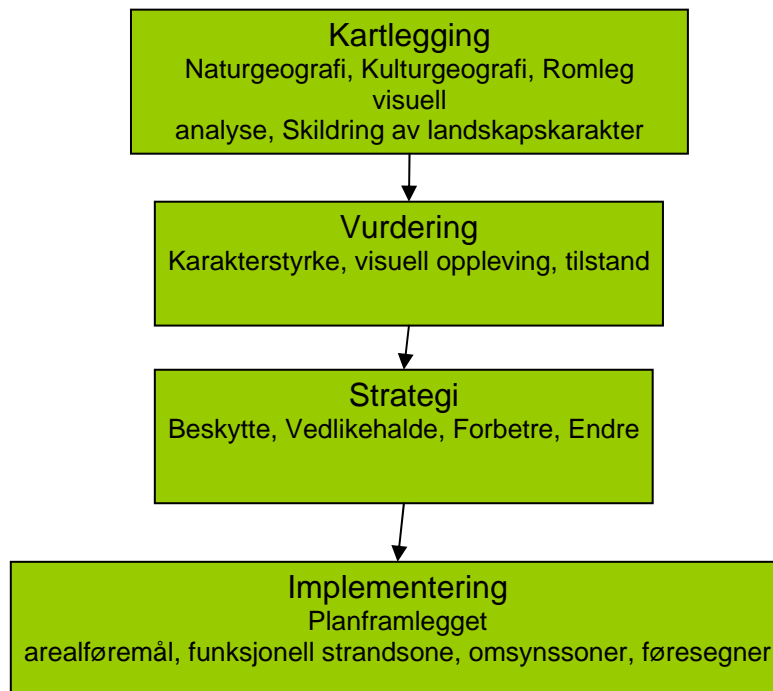 Kartlegging
Naturgeografi, Kulturgeografi, Romleg
visuell
analyse, Skildring av landskapskarakter
Vurdering
Karakterstyrke, visuell oppleving, tilstand
Strategi
Beskytte, Vedlikehalde, Forbetre, Endre
Implementering
Planframlegget
arealføremål, funksjonell strandsone, omsynssoner, føresegner